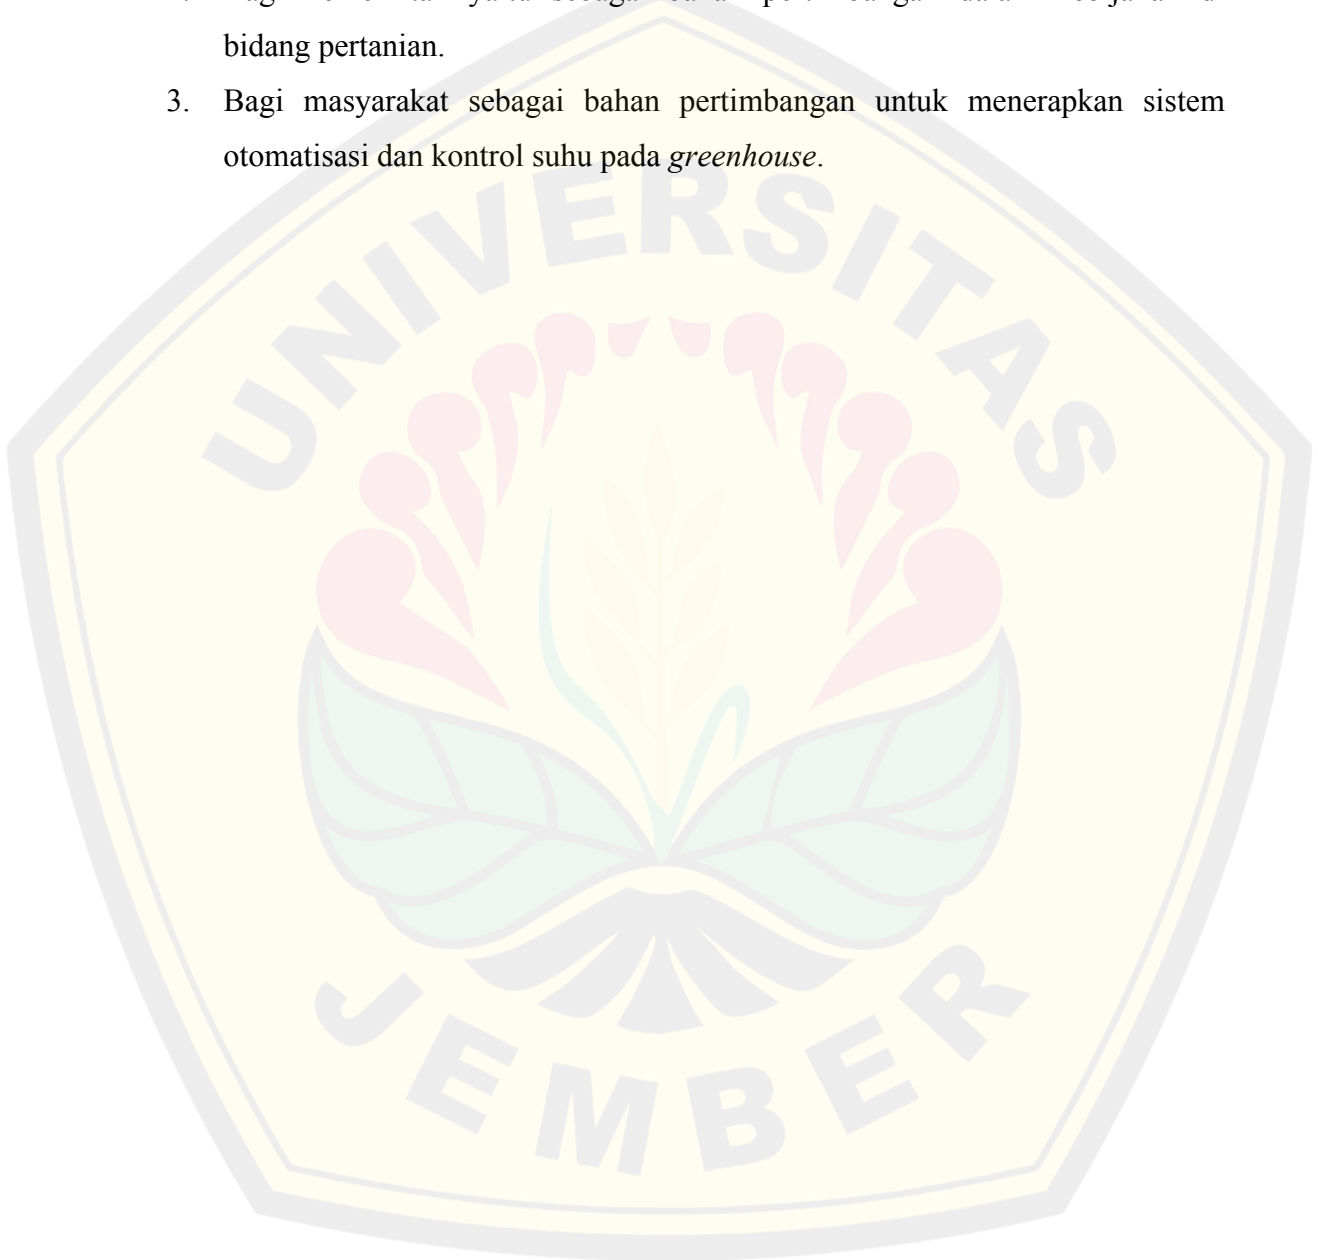 bidang pertanian.
3. Bagi masyarakat sebagai bahan pertimbangan untuk menerapkan sistem
otomatisasi dan kontrol suhu pada greenhouse.
UNIVERSITAS
JEMBER